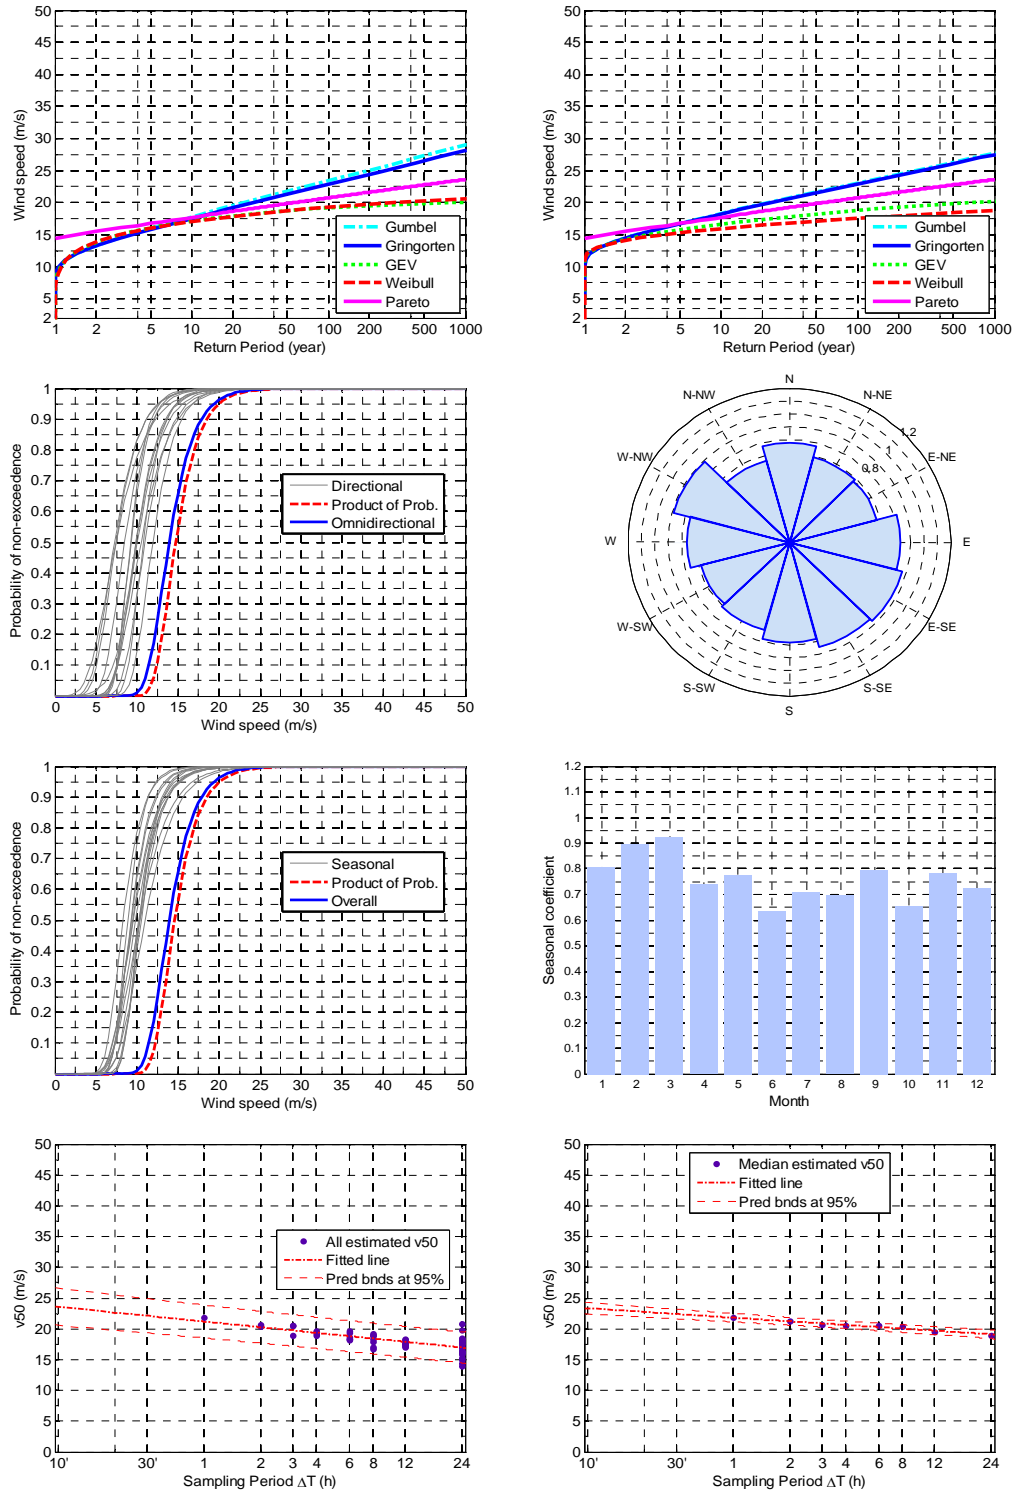 50
45
40
35
30
25
20
15
10
5
2
Wind speed (m/s)
Gumbel
Gringorten
GEV
Weibull
Pareto
1 2 5 10 20 50 100 200 500 1000
Return Period (year)
50
45
40
35
30
25
20
15
10
5
2
Wind speed (m/s)
Gumbel
Gringorten
GEV
Weibull
Pareto
1 2 5 10 20 50 100 200 500 1000
Return Period (year)
1
0.9
0.8
0.7
0.6
0.5
0.4
0.3
0.2
0.1
Probability of non-exceedence
Directional
Product of Prob.
Omnidirectional
0 5 10 15 20 25 30 35 40 45 50
Wind speed (m/s)
N
N-NW N-NE
1.2
W-NW 1 E-NE
0.8
W E
W-SW E-SE
S-SW S-SE
S
1
0.9
0.8
0.7
0.6
0.5
0.4
0.3
0.2
0.1
Probability of non-exceedence
Seasonal
Product of Prob.
Overall
0 5 10 15 20 25 30 35 40 45 50
Wind speed (m/s)
1.2
1.1
1
0.9
0.8
0.7
0.6
0.5
0.4
0.3
0.2
0.1
0
Seasonal coefficient
1 2 3 4 5 6 7 8 9 10 11 12
Month
50
45
40
35
30
25
20
15
10
5
0
v50 (m/s)
All estimated v50
Fitted line
Pred bnds at 95%
10' 30' 1 2 3 4 6 8 12 24
Sampling Period ΔT (h)
50
45
40
35
30
25
20
15
10
5
0
v50 (m/s)
Median estimated v50
Fitted line
Pred bnds at 95%
10' 30' 1 2 3 4 6 8 12 24
Sampling Period ΔT (h)